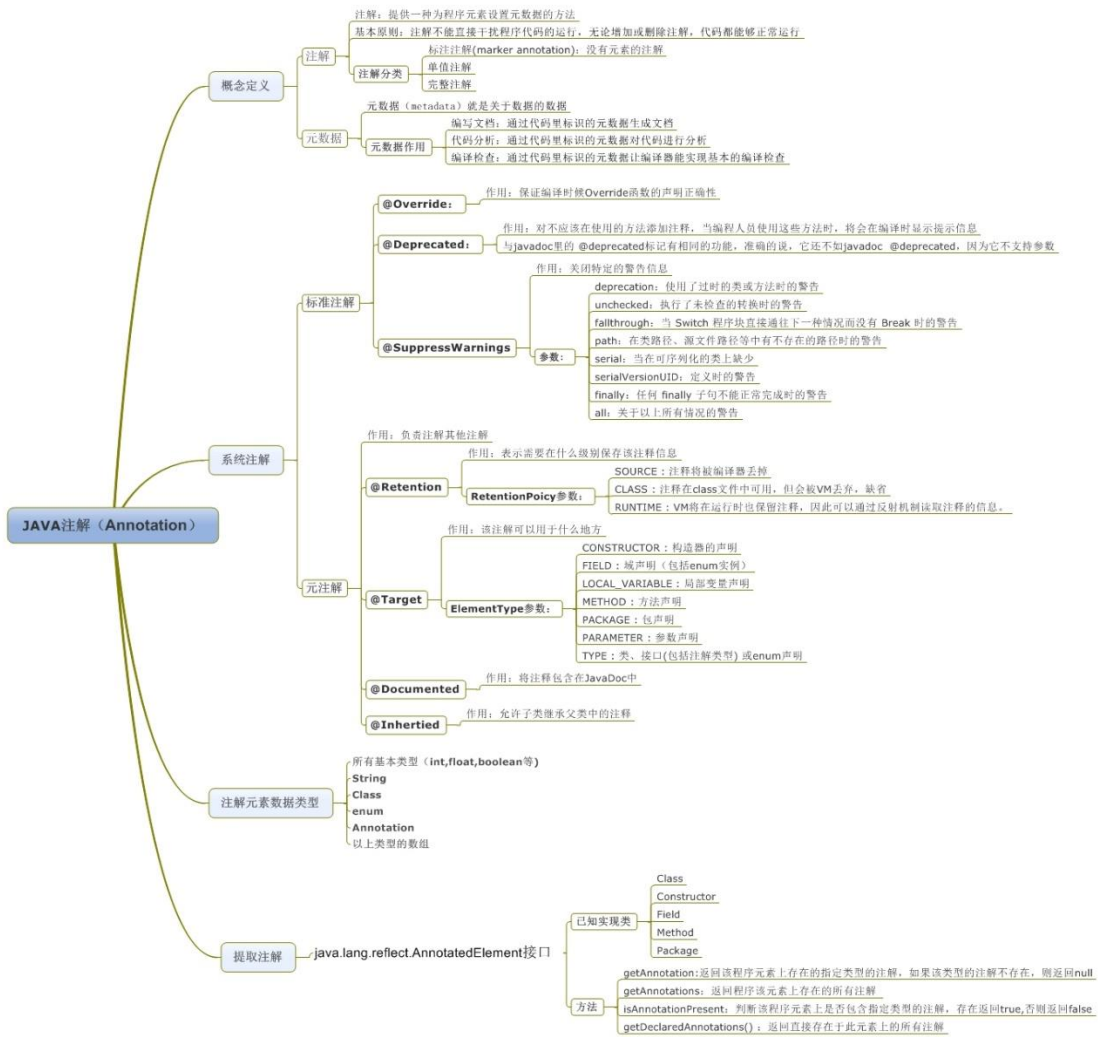 JAVA注解（Annotation）
概念定义
注解
注解：提供一种为程序元素设置元数据的方法
基本原则：注解不能直接干扰程序代码的运行，无论增加或删除注解，代码都能够正常运行
注解分类
标注注解(marker annotation)：没有元素的注解
单值注解
完整注解
元数据
元数据（metadata）就是关于数据的数据
元数据作用
编写文档：通过代码里标识的元数据生成文档
代码分析：通过代码里标识的元数据对代码进行分析
编译检查：通过代码里标识的元数据让编译器能实现基本的编译检查
系统注解
标准注解
@Override：
作用：保证编译时候Override函数的声明正确性
@Deprecated：
作用：对不应该在使用的方法添加注释，当编程人员使用这些方法时，将会在编译时显示提示信息
与javadoc里的 @deprecated标记有相同的功能，准确的说，它还不如javadoc @deprecated，因为它不支持参数
@SuppressWarnings
作用：关闭特定的警告信息
参数：
deprecation：使用了过时的类或方法时的警告
unchecked：执行了未检查的转换时的警告
fallthrough：当 Switch 程序块直接通往下一种情况而没有 Break 时的警告
path：在类路径、源文件路径等中有不存在的路径时的警告
serial：当在可序列化的类上缺少
serialVersionUID：定义时的警告
finally：任何 finally 子句不能正常完成时的警告
all：关于以上所有情况的警告
元注解
作用：负责注解其他注解
@Retention
作用：表示需要在什么级别保存该注释信息
RetentionPoicy参数：
SOURCE：注释将被编译器丢掉
CLASS：注释在class文件中可用，但会被VM丢弃，缺省
RUNTIME：VM将在运行时也保留注释，因此可以通过反射机制读取注释的信息。
@Target
作用：该注解可以用于什么地方
ElementType参数：
CONSTRUCTOR：构造器的声明
FIELD：域声明（包括enum实例）
LOCAL_VARIABLE：局部变量声明
METHOD：方法声明
PACKAGE：包声明
PARAMETER：参数声明
TYPE：类、接口(包括注解类型) 或enum声明
@Documented
作用：将注释包含在JavaDoc中
@Inhertied
作用：允许子类继承父类中的注释
注解元素数据类型
所有基本类型（int,float,boolean等)
String
Class
enum
Annotation
以上类型的数组
提取注解
java.lang.reflect.AnnotatedElement接口
已知实现类
Class
Constructor
Field
Method
Package
方法
getAnnotation:返回该程序元素上存在的指定类型的注解，如果该类型的注解不存在，则返回null
getAnnotations：返回程序该元素上存在的所有注解
isAnnotationPresent：判断该程序元素上是否包含指定类型的注解，存在返回true,否则返回false
getDeclaredAnnotations()：返回直接存在于此元素上的所有注解